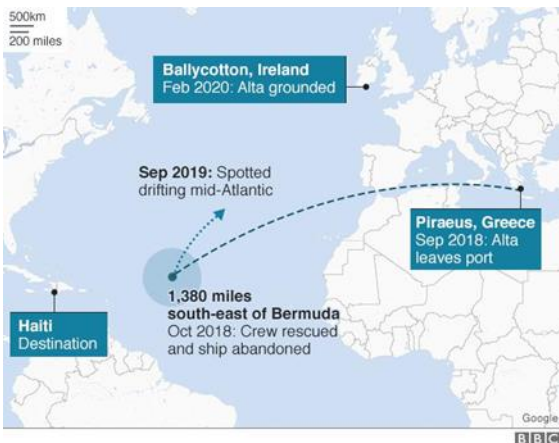 500km
200 miles
Ballycotton, Ireland
Feb 2020: Alta grounded
Sep 2019: Spotted
drifting mid-Atlantic
Piraeus, Greece
Sep 2018: Alta
leaves port
1,380 miles
south-east of Bermuda
Oct 2018: Crew rescued
and ship abandoned
Haiti
Destination
Google
BBC